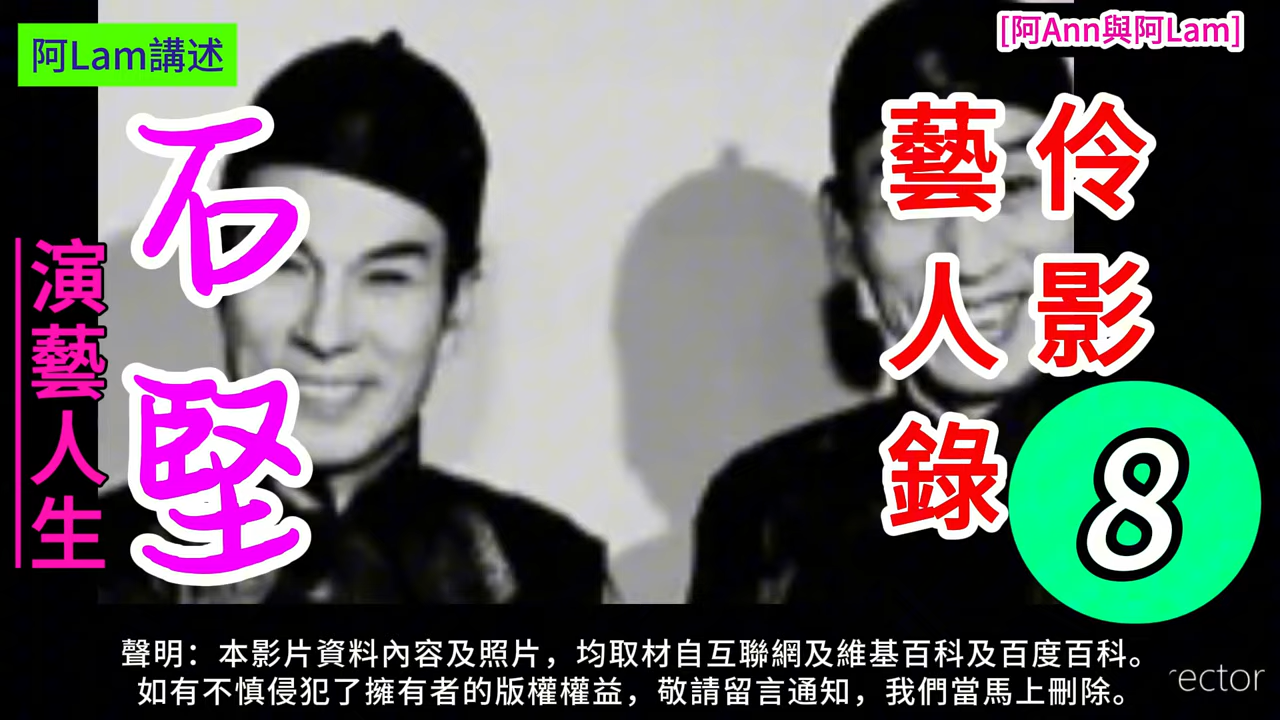 阿Lam講述
[阿Ann與阿Lam]
石堅
演藝人生
伶影
藝人錄
8
聲明：本影片資料內容及照片，均取材自互聯網及維基百科及百度百科。
如有不慎侵犯了擁有者的版權權益，敬請留言通知，我們當馬上刪除。
rector